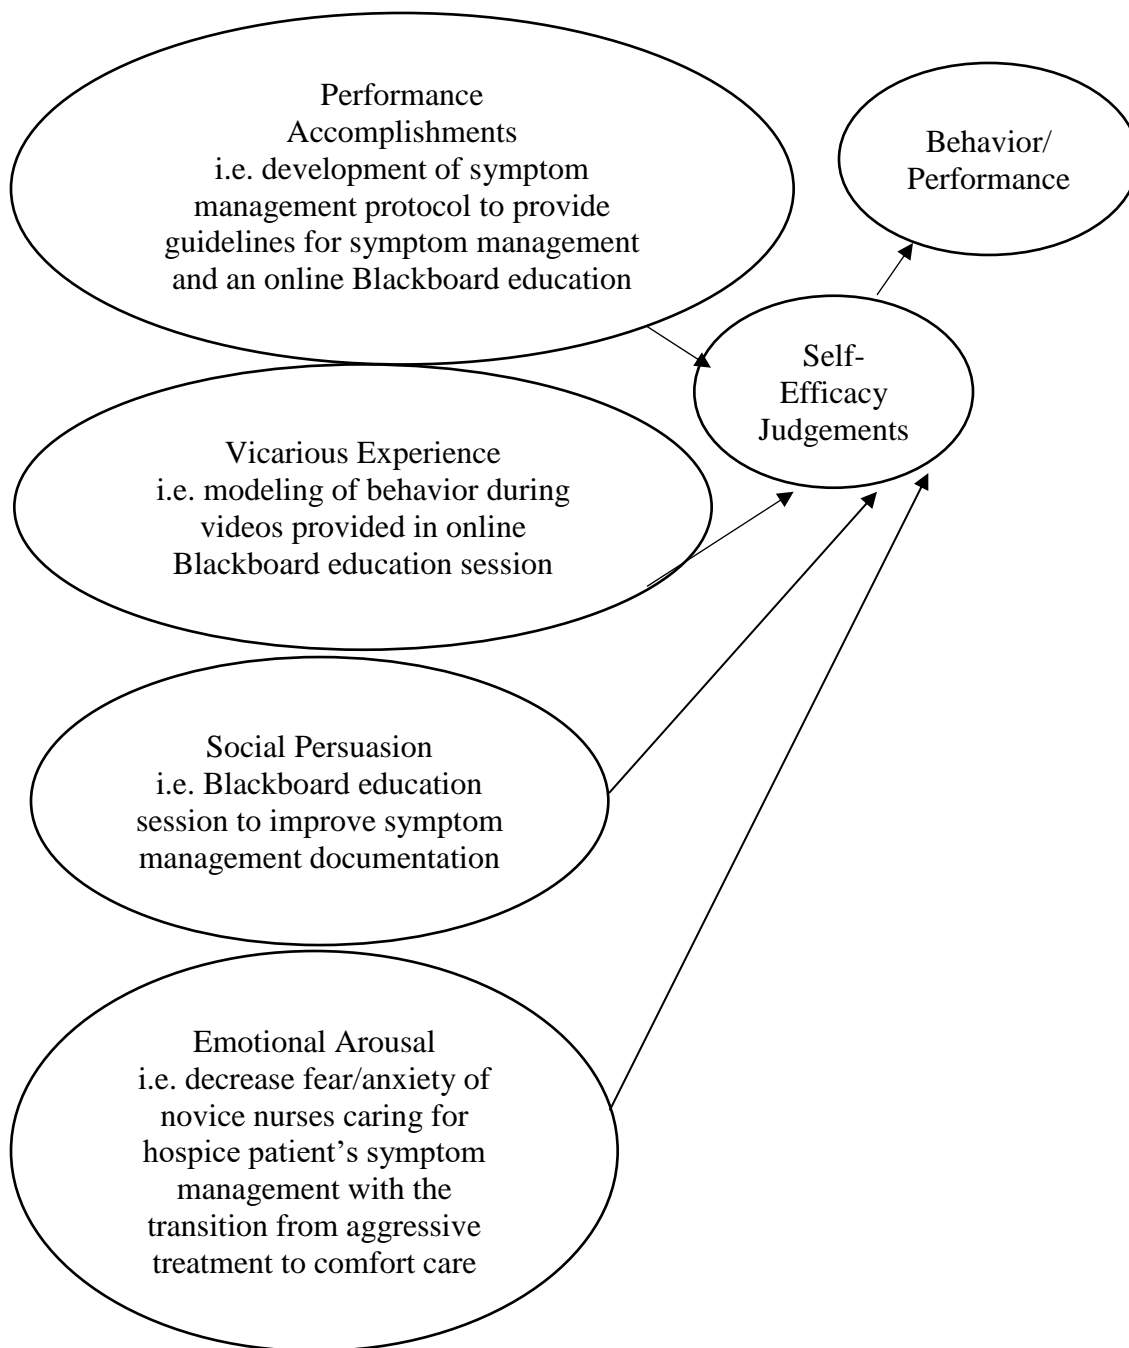 Performance
Accomplishments
i.e. development of symptom
management protocol to provide
guidelines for symptom management
and an online Blackboard education
Behavior/
Performance
Self-
Efficacy
Judgements
Vicarious Experience
i.e. modeling of behavior during
videos provided in online
Blackboard education session
Social Persuasion
i.e. Blackboard education
session to improve symptom
management documentation
Emotional Arousal
i.e. decrease fear/anxiety of
novice nurses caring for
hospice patient’s symptom
management with the
transition from aggressive
treatment to comfort care